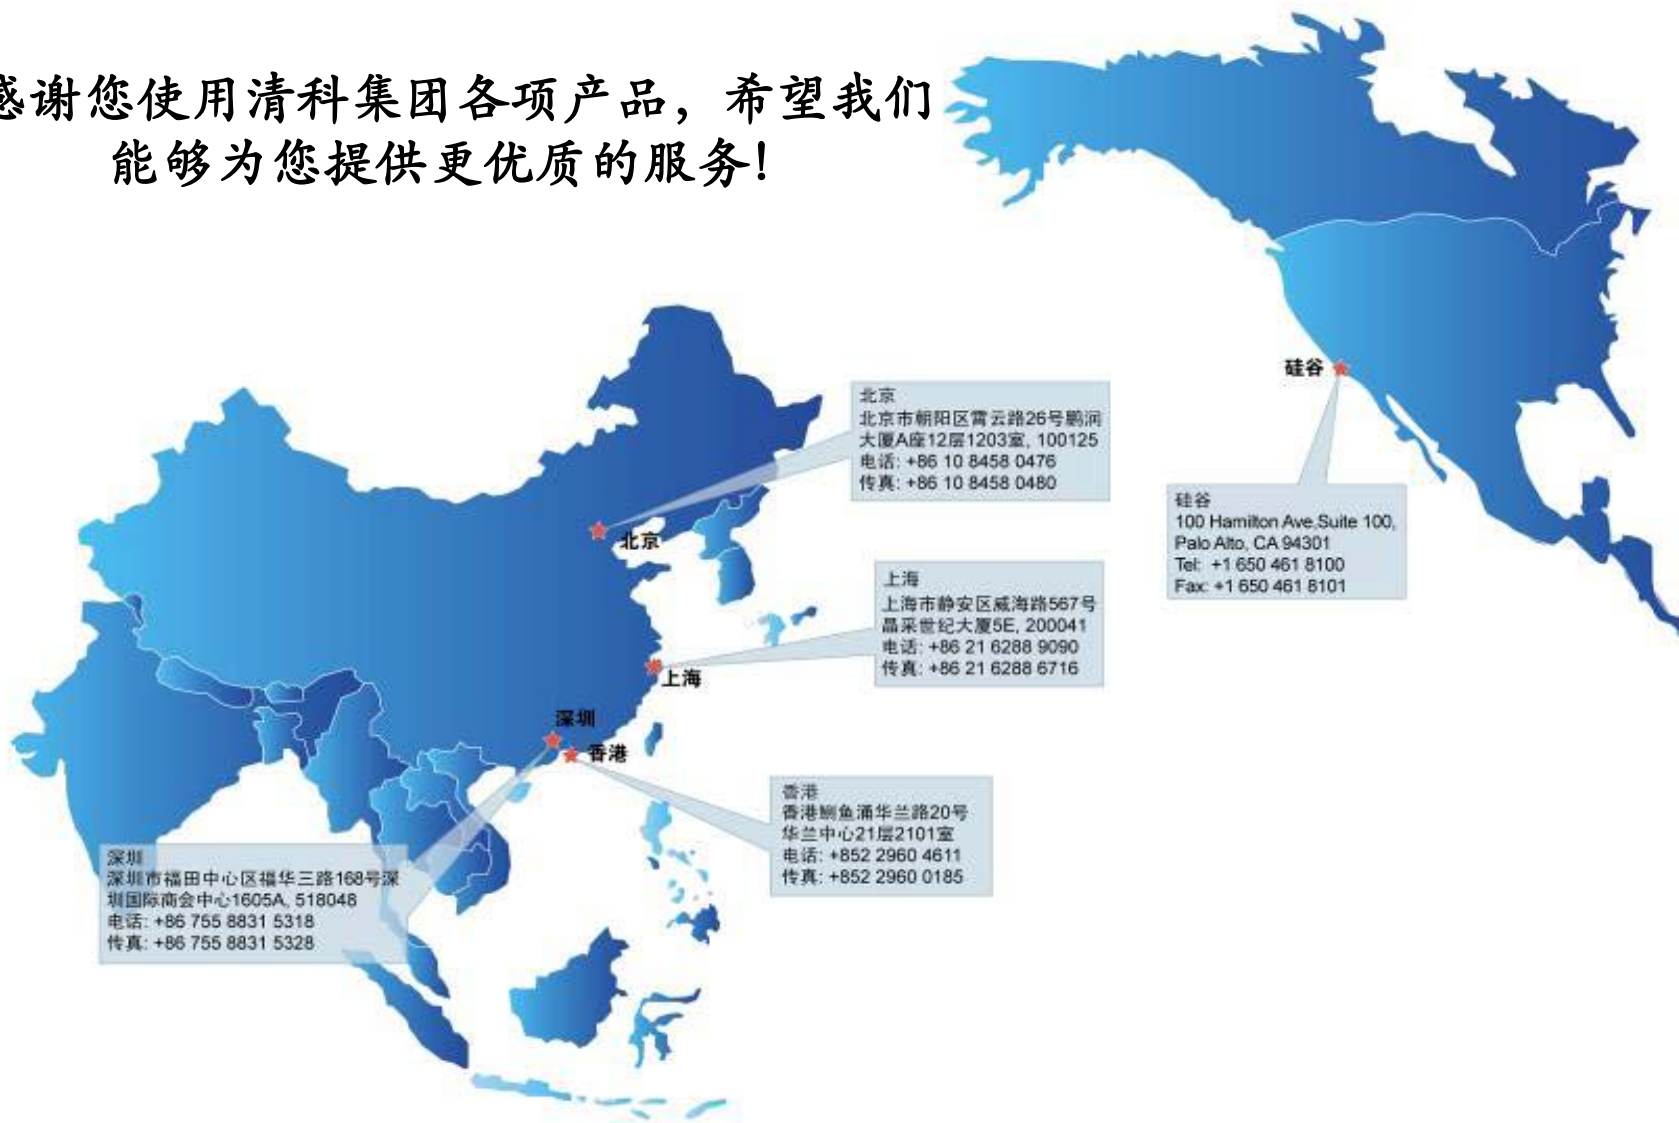 感谢您使用清科集团各项产品，希望我们
能够为您提供更优质的服务！
硅谷
北京
北京市朝阳区霄云路26号鹏润
大厦A座12层1203室, 100125
电话: +86 10 8458 0476
传真: +86 10 8458 0480
硅谷
100 Hamilton Ave,Suite 100,
Palo Alto, CA 94301
Tel: +1 650 461 8100
Fax: +1 650 461 8101
北京
上海
上海市静安区威海路567号
晶采世纪大厦5E, 200041
电话: +86 21 6288 9090
传真: +86 21 6288 6716
上海
深圳
香港
香港
香港鲗鱼涌华兰路20号
华兰中心21层2101室
电话: +852 2960 4611
传真: +852 2960 0185
深圳
深圳市福田中心区福华三路168号深
圳国际商会中心1605A, 518048
电话: +86 755 8831 5318
传真: +86 755 8831 5328